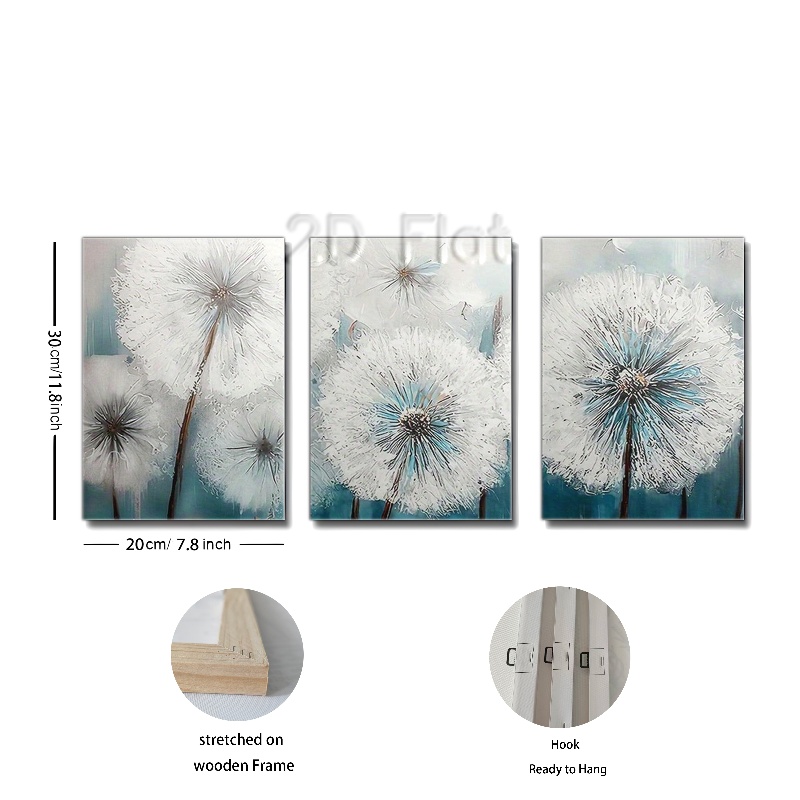 2D Flat
30cm/11.8inch
20cm/ 7.8 inch
stretched on
wooden Frame
Hook
Ready to Hang